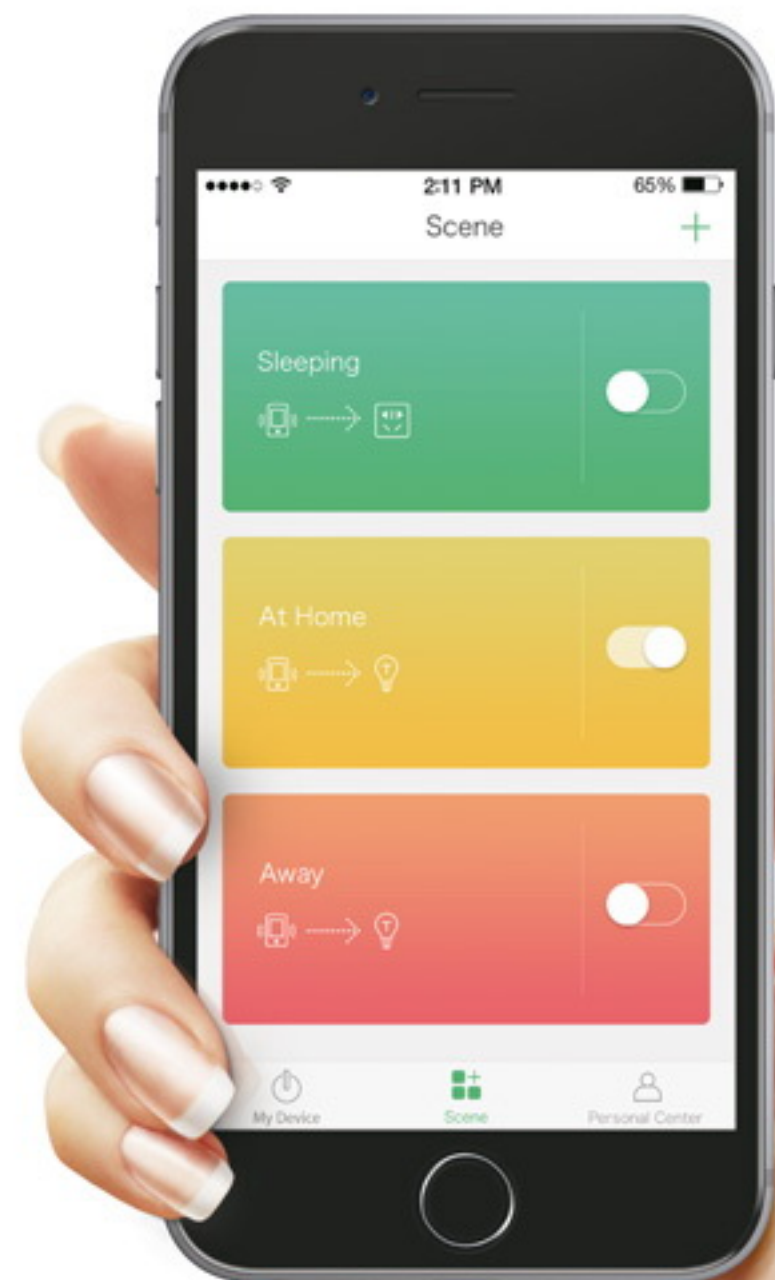 2:11 PM 65%
Scene
Sleeping
At Home
Away
My Device Scene Personal Center